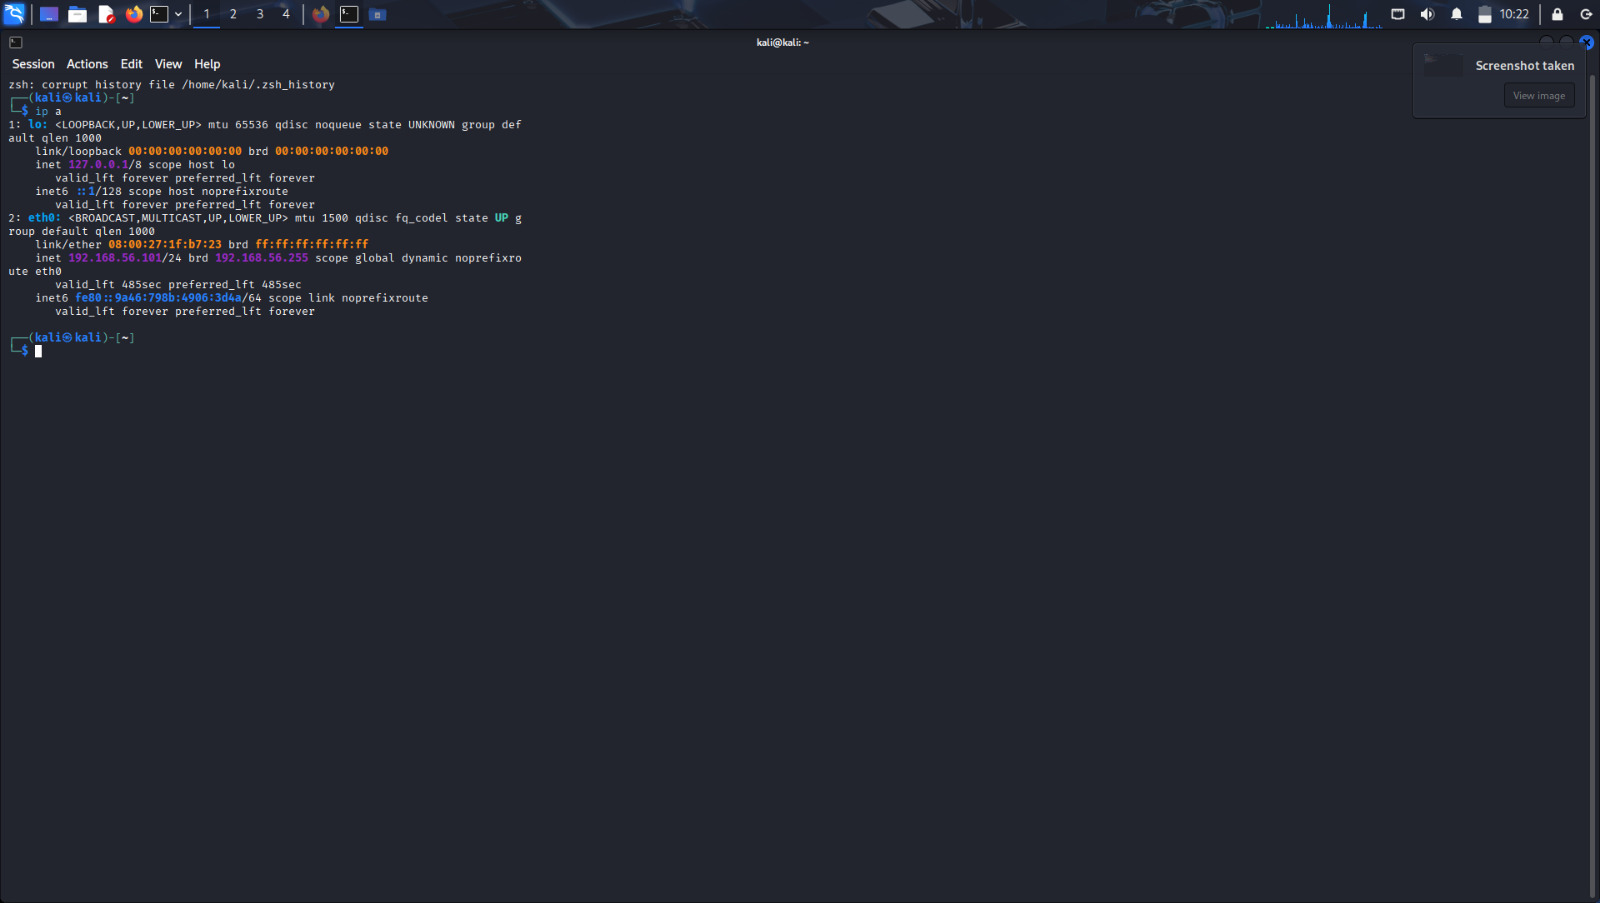 1 2 3 4 10:22
kali@kali: ~
Session Actions Edit View Help
Screenshot taken
View image
zsh: corrupt history file /home/kali/.zsh_history
┌──(kali㉿kali)-[~]
└─$ ip a
1: lo: <LOOPBACK,UP,LOWER_UP> mtu 65536 qdisc noqueue state UNKNOWN group def
ault qlen 1000
    link/loopback 00:00:00:00:00:00 brd 00:00:00:00:00:00
    inet 127.0.0.1/8 scope host lo
       valid_lft forever preferred_lft forever
    inet6 ::1/128 scope host noprefixroute
       valid_lft forever preferred_lft forever
2: eth0: <BROADCAST,MULTICAST,UP,LOWER_UP> mtu 1500 qdisc fq_codel state UP g
roup default qlen 1000
    link/ether 08:00:27:1f:b7:23 brd ff:ff:ff:ff:ff:ff
    inet 192.168.56.101/24 brd 192.168.56.255 scope global dynamic noprefixro
ute eth0
       valid_lft 485sec preferred_lft 485sec
    inet6 fe80::9a46:798b:4906:3d4a/64 scope link noprefixroute
       valid_lft forever preferred_lft forever
┌──(kali㉿kali)-[~]
└─$